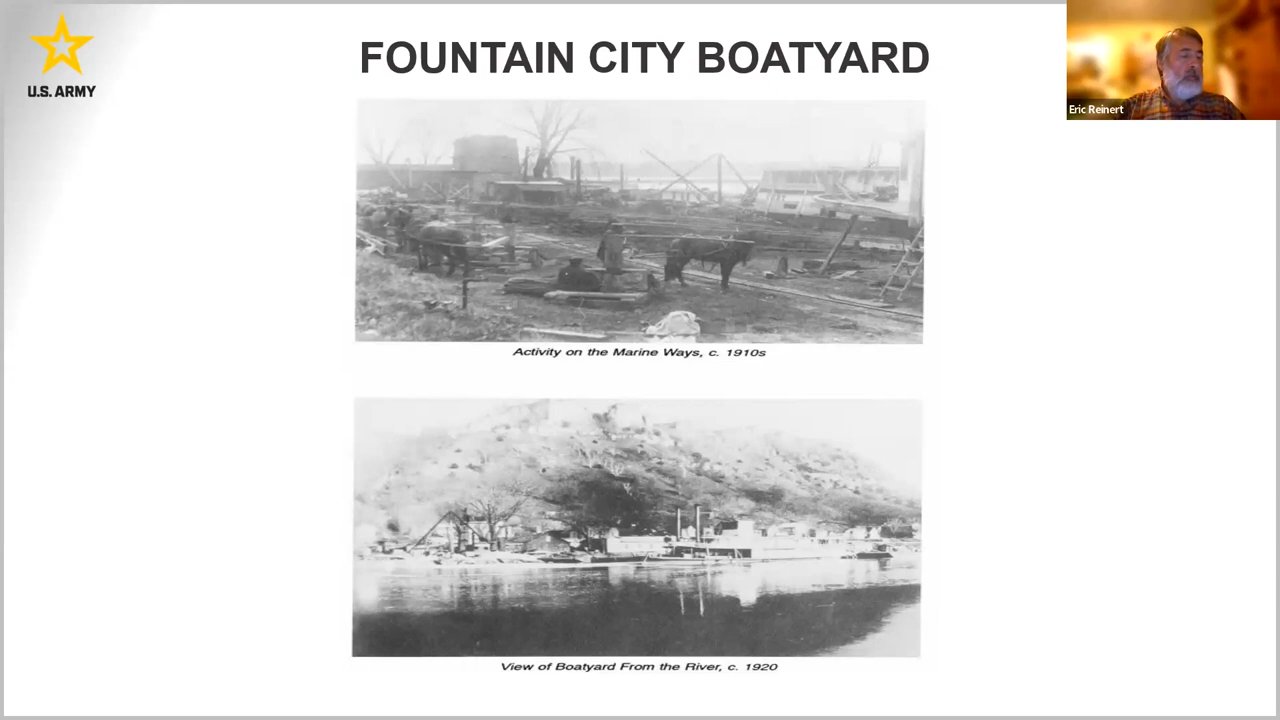 FOUNTAIN CITY BOATYARD
U.S. ARMY
Eric Reinert
Activity on the Marine Ways, c. 1910s
View of Boatyard From the River, c. 1920